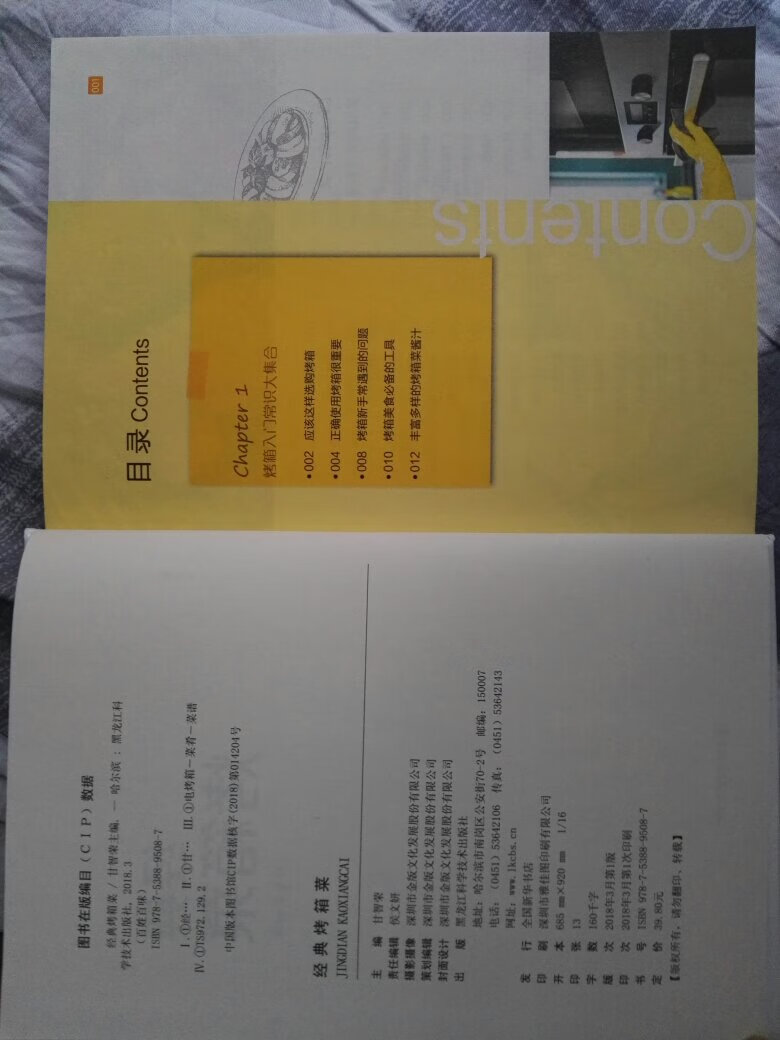 图书在版编目（CIP）数据
经典烤箱菜 / 甘智荣主编. — 哈尔滨 : 黑龙江科
学技术出版社, 2018.3
（百姓百味）
ISBN 978-7-5388-9508-7
Ⅰ.①经… Ⅱ.①甘… Ⅲ.①电烤箱－菜肴－菜谱
Ⅳ.①TS972.129.2
中国版本图书馆CIP数据核字(2018)第014204号
经典烤箱菜
JINGDIAN KAOXIANGCAI
主 编 甘智荣
责任编辑 侯文妍
摄影摄像 深圳市金版文化发展股份有限公司
策划编辑 深圳市金版文化发展股份有限公司
封面设计 深圳市金版文化发展股份有限公司
出 版 黑龙江科学技术出版社
地址：哈尔滨市南岗区公安街70-2号 邮编：150007
电话：（0451）53642106 传真：（0451）53642143
网址：www.lkcbs.cn
发 行 全国新华书店
印 刷 深圳市雅佳图印刷有限公司
开 本 685 mm×920 mm 1/16
印 张 13
字 数 160千字
版 次 2018年3月第1版
印 次 2018年3月第1次印刷
书 号 ISBN 978-7-5388-9508-7
定 价 39.80元
【版权所有，请勿翻印、转载】
目录 Contents
Chapter 1
烤箱入门常识大集合
•002 应该这样选购烤箱
•004 正确使用烤箱很重要
•008 烤箱新手常遇到的问题
•010 烤箱美食必备的工具
•012 丰富多样的烤箱菜酱汁
Contents
001